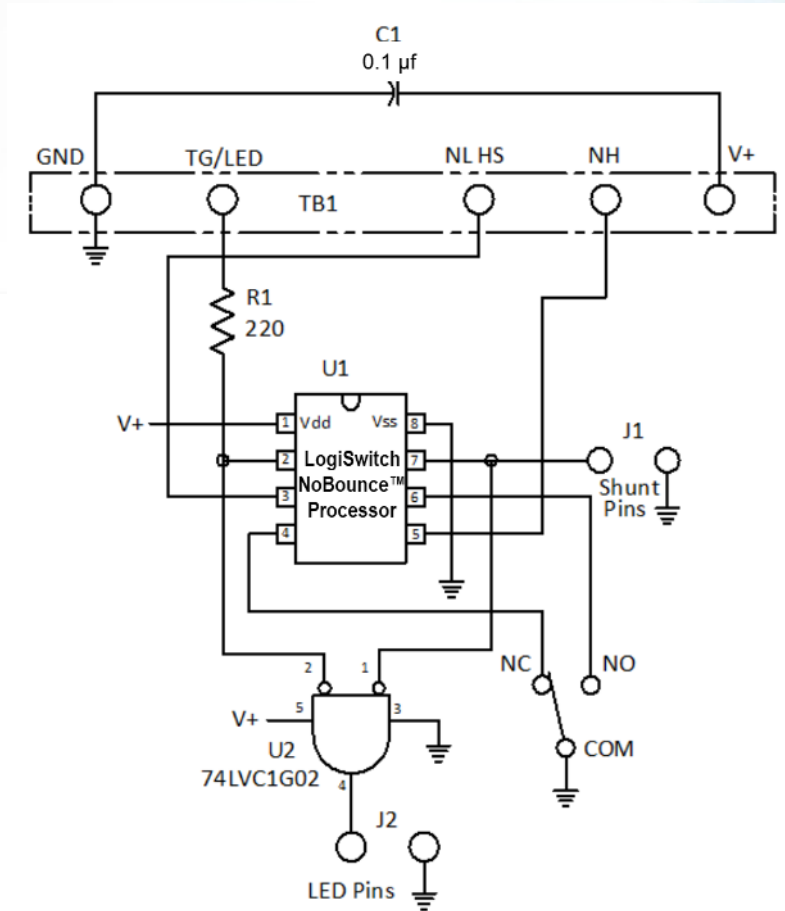 C1
0.1 µf
GND TG/LED NL HS NH V+
TB1
R1
220
U1
V+ 1 Vdd Vss 8
2 LogiSwitch 7
3 NoBounce™ 6
4 Processor 5
J1
Shunt
Pins
2 1
NC NO
V+ 5 3
U2
74LVC1G02
4
COM
J2
LED Pins